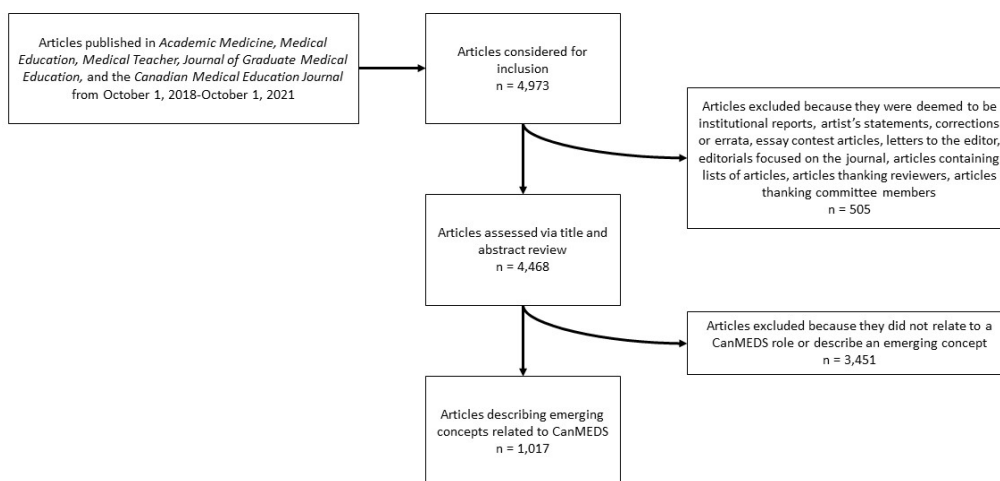 Articles published in Academic Medicine, Medical
Education, Medical Teacher, Journal of Graduate Medical
Education, and the Canadian Medical Education Journal
from October 1, 2018-October 1, 2021
Articles considered for
inclusion
n = 4,973
Articles excluded because they were deemed to be
institutional reports, artist's statements, corrections
or errata, essay contest articles, letters to the editor,
editorials focused on the journal, articles containing
lists of articles, articles thanking reviewers, articles
thanking committee members
n = 505
Articles assessed via title and
abstract review
n = 4,468
Articles excluded because they did not relate to a
CanMEDS role or describe an emerging concept
n = 3,451
Articles describing emerging
concepts related to CanMEDS
n = 1,017